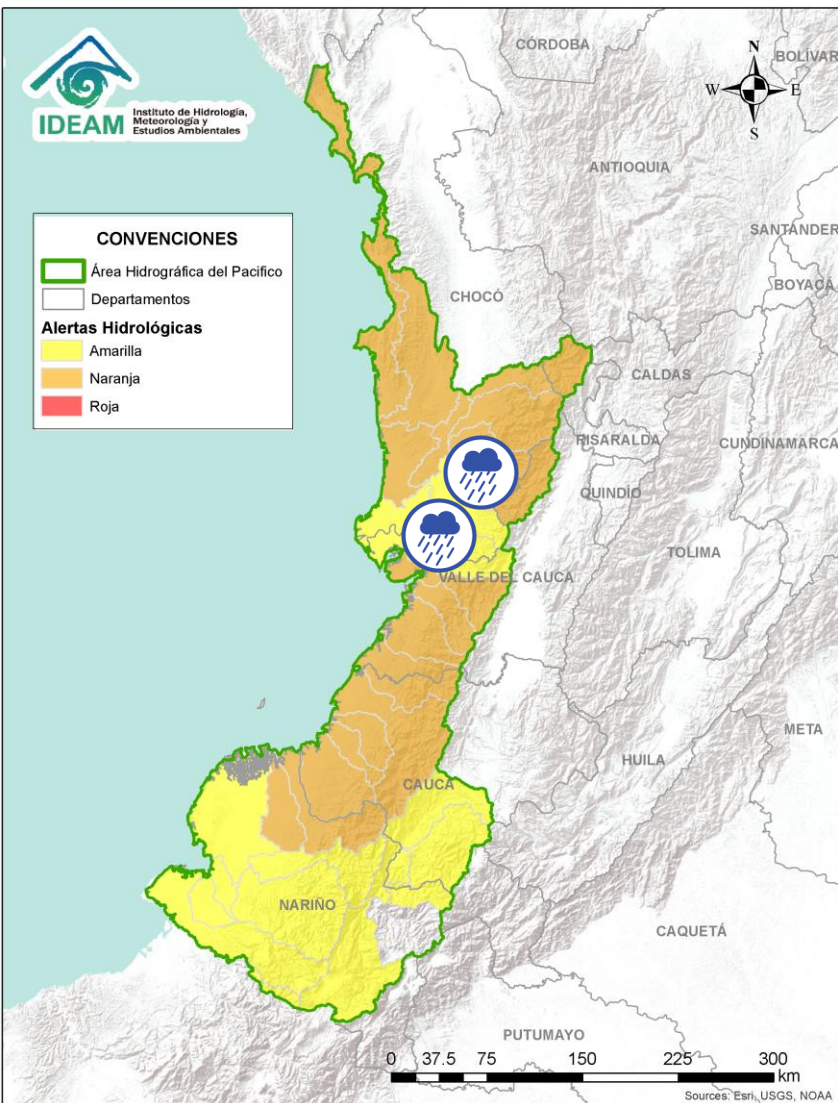 IDEAM
Instituto de Hidrología,
Meteorología y
Estudios Ambientales
CÓRDOBA
BOLÍVAR
N
W
E
S
ANTIOQUIA
SANTANDER
BOYACÁ
CONVENCIONES
Área Hidrográfica del Pacifico
Departamentos
Alertas Hidrológicas
Amarilla
Naranja
Roja
CHOCÓ
CALDAS
RISARALDA
CUNDINAMARCA
QUINDÍO
TOLIMA
VALLE DEL CAUCA
META
HUILA
CAUCA
NARIÑO
CAQUETÁ
PUTUMAYO
0 37.5 75 150 225 300
km
Sources: Esri, USGS, NOAA